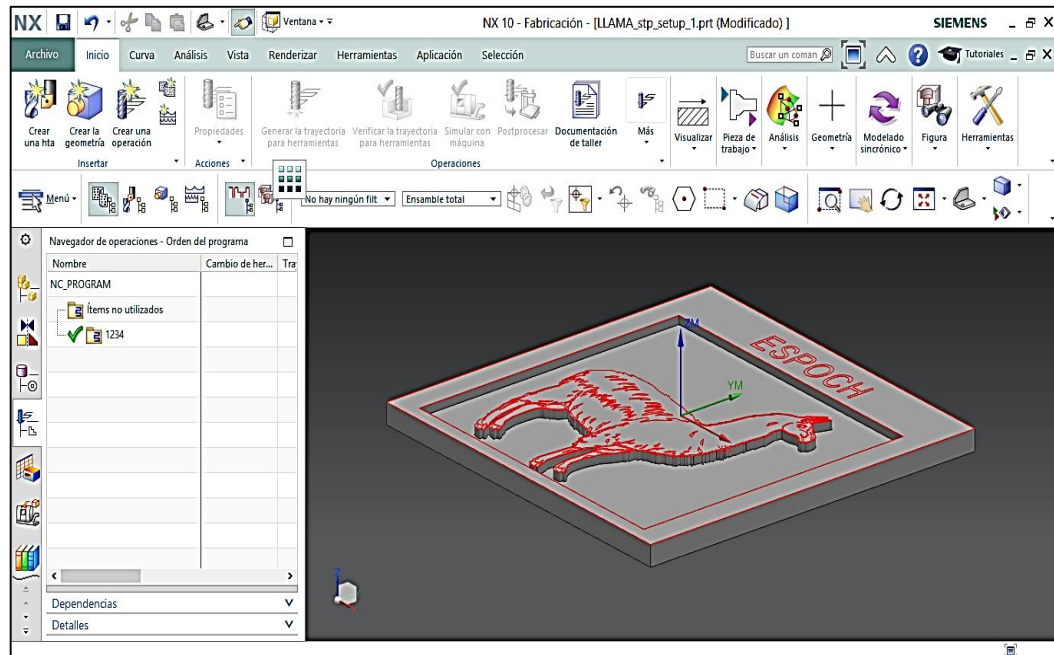 NX
Ventana
NX 10 - Fabricación - [LLAMA_stp_setup_1.prt (Modificado) ]
SIEMENS
Archivo Inicio Curva Análisis Vista Renderizar Herramientas Aplicación Selección
Buscar un coman
Tutoriales
Crear una hta
Crear la geometría
Crear una operación
Propiedades
Generar la trayectoria para herramientas
Verificar la trayectoria para herramientas
Simular con máquina
Postprocesar
Documentación de taller
Más
Visualizar
Pieza de trabajo
Análisis
Geometría
Modelado sincrónico
Figura
Herramientas
Insertar
Acciones
Operaciones
Menú
No hay ningún filt
Ensamble total
Navegador de operaciones - Orden del programa
Nombre Cambio de her... Tra
NC_PROGRAM
Ítems no utilizados
1234
Dependencias
Detalles
ZM
YM
ESPOCH
Z